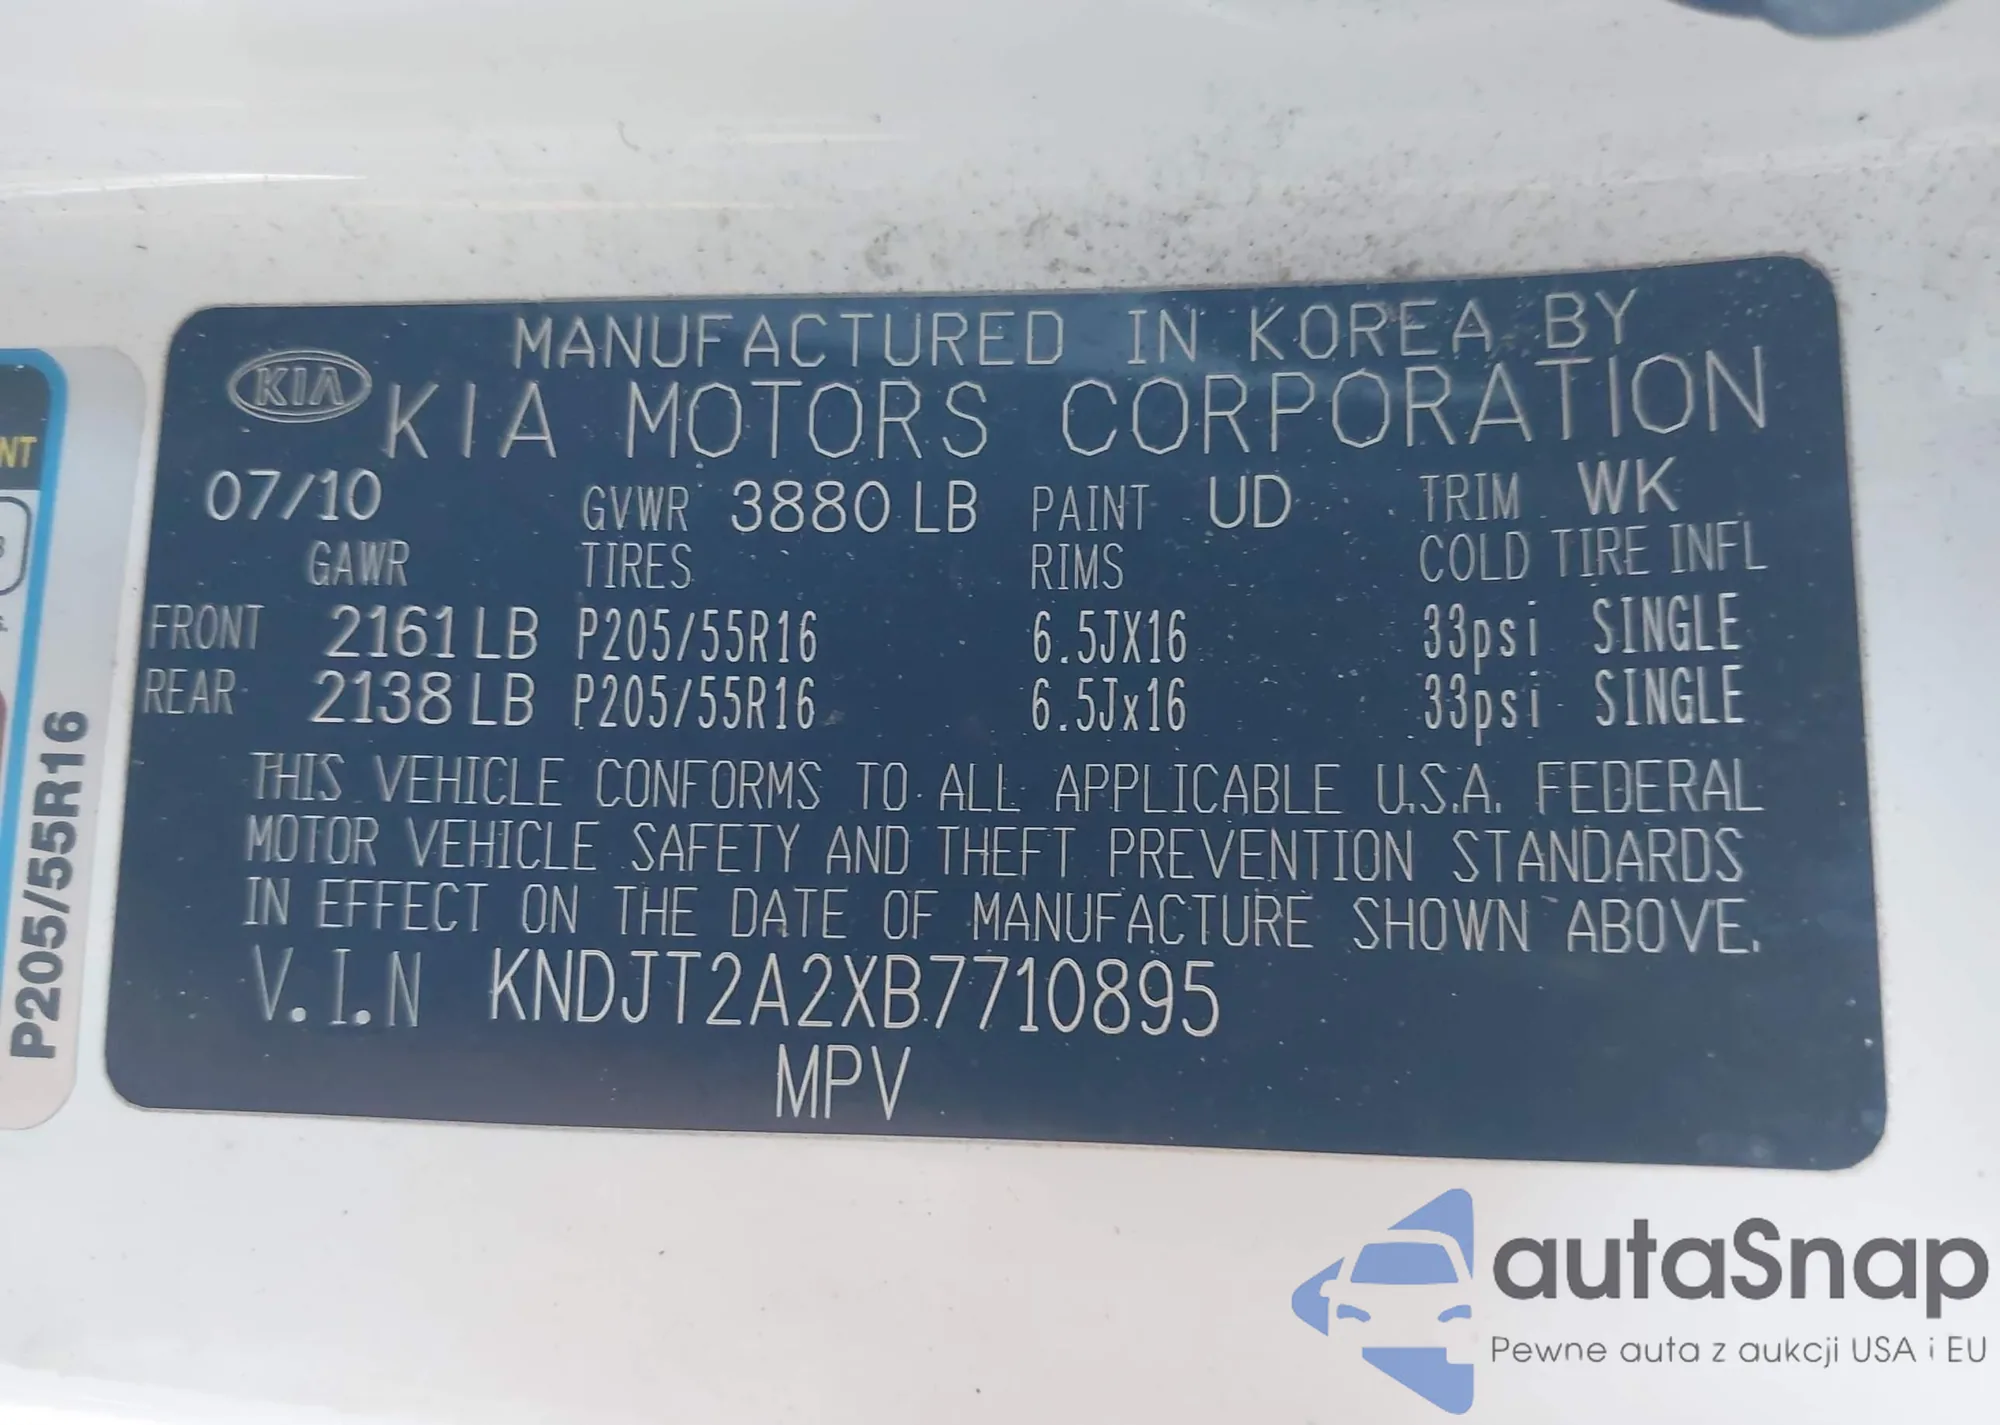 MANUFACTURED IN KOREA BY
KIA KIA MOTORS CORPORATION
07/10 GVWR 3880 LB PAINT UD TRIM WK
GAWR TIRES RIMS COLD TIRE INFL
FRONT 2161 LB P205/55R16 6.5JX16 33psi SINGLE
REAR 2138 LB P205/55R16 6.5Jx16 33psi SINGLE
THIS VEHICLE CONFORMS TO ALL APPLICABLE U.S.A. FEDERAL
MOTOR VEHICLE SAFETY AND THEFT PREVENTION STANDARDS
IN EFFECT ON THE DATE OF MANUFACTURE SHOWN ABOVE.
V.I.N KNDJT2A2XB7710895
MPV
NT
P205/55R16
autaSnap
Pewne auta z aukcji USA i EU